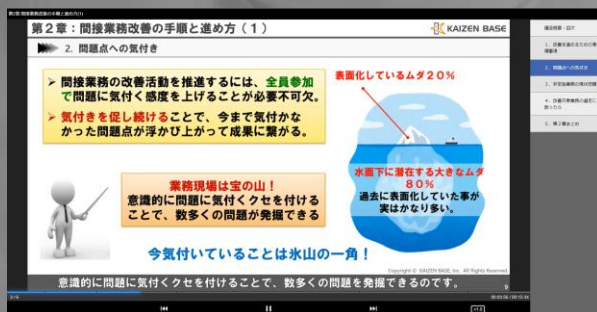 第2章：間接業務改善の手順と進め方（1）
KAIZEN BASE
2. 問題点への気付き
間接業務の改善活動を推進するには、全員参加
で問題に気付く感度を上げることが必要不可欠。
気付きを促し続けることで、今まで気付かな
かった問題点が浮かび上がって成果に繋がる。
表面化しているムダ２０％
水面下に潜在する大きなムダ
８０％
過去に表面化していた事が
実はかなり多い。
業務現場は宝の山！
意識的に問題に気付けるクセを付ける
ことで、数多くの問題が発掘できる
今気付いていることは氷山の一角！
Copyright © KAIZEN BASE, Inc. All Rights Reserved.
9
意識的に問題に気付くクセを付けることで、数多くの問題を発掘できるのです。
2. 問題点への気付き